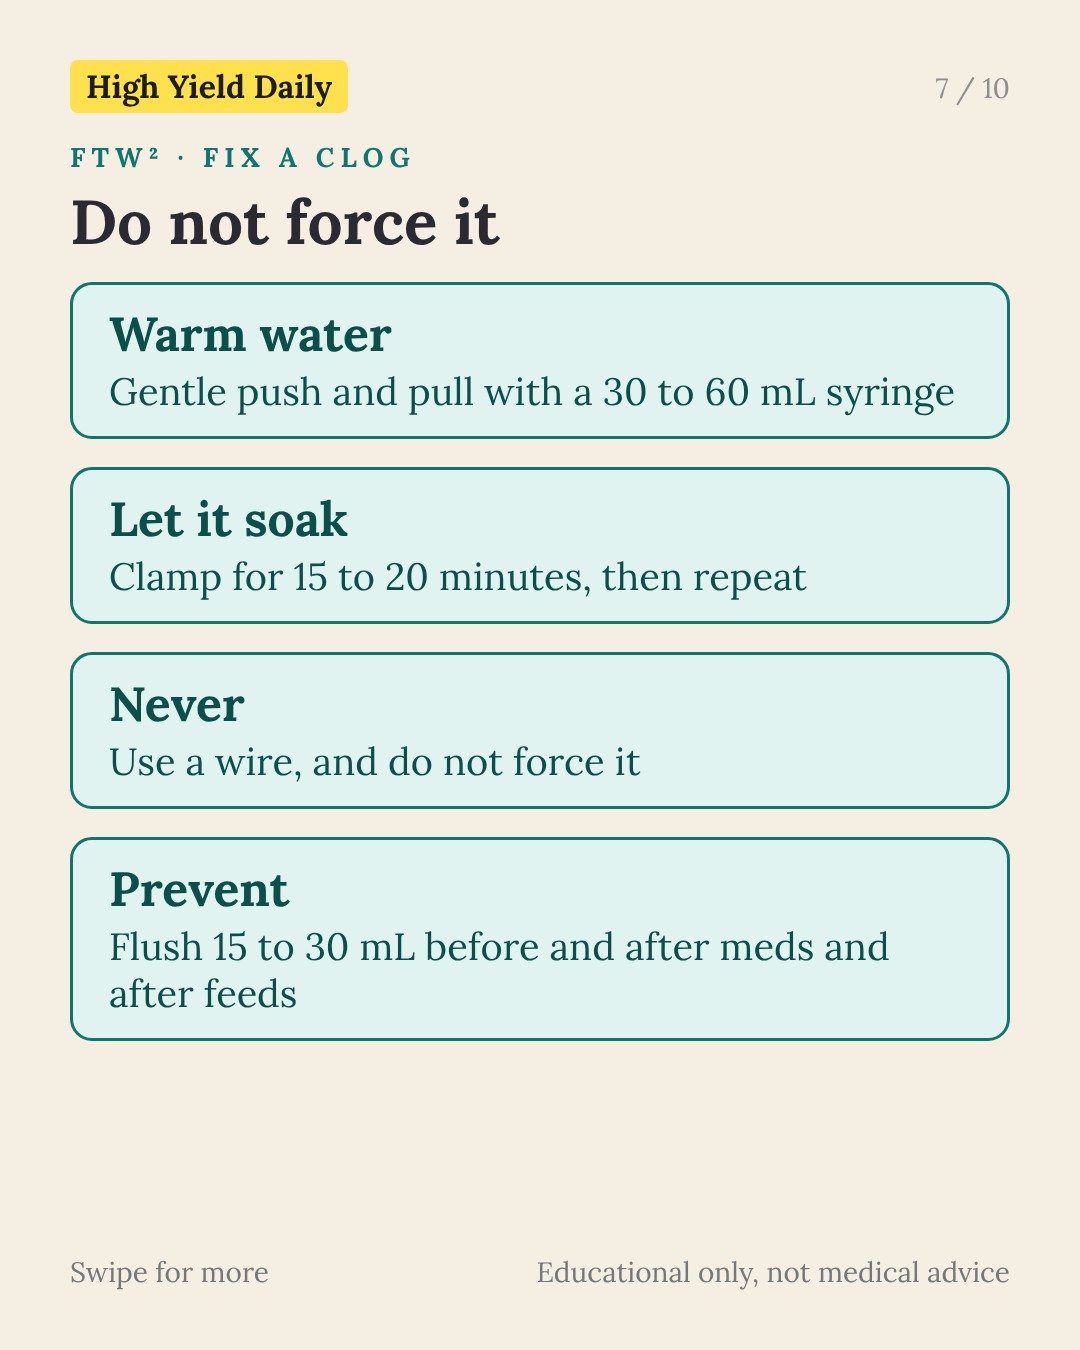 High Yield Daily
7 / 10
FTW² · FIX A CLOG
Do not force it
Warm water
Gentle push and pull with a 30 to 60 mL syringe
Let it soak
Clamp for 15 to 20 minutes, then repeat
Never
Use a wire, and do not force it
Prevent
Flush 15 to 30 mL before and after meds and
after feeds
Swipe for more
Educational only, not medical advice